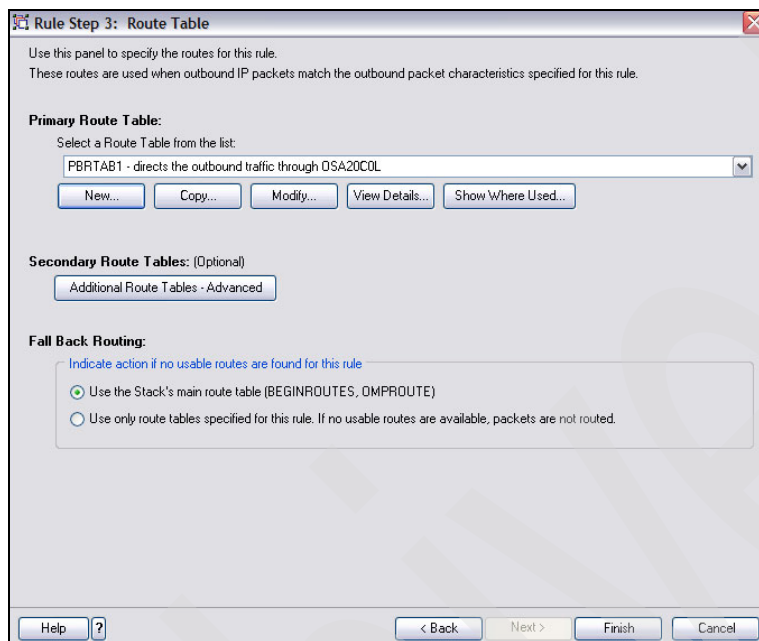 Rule Step 3: Route Table
Use this panel to specify the routes for this rule.
These routes are used when outbound IP packets match the outbound packet characteristics specified for this rule.
Primary Route Table:
Select a Route Table from the list:
PBRTAB1 - directs the outbound traffic through OSA20C0L
New... Copy... Modify... View Details... Show Where Used...
Secondary Route Tables: (Optional)
Additional Route Tables - Advanced
Fall Back Routing:
Indicate action if no usable routes are found for this rule
Use the Stack's main route table (BEGINROUTES, OMPROUTE)
Use only route tables specified for this rule. If no usable routes are available, packets are not routed.
Help ? < Back Next > Finish Cancel